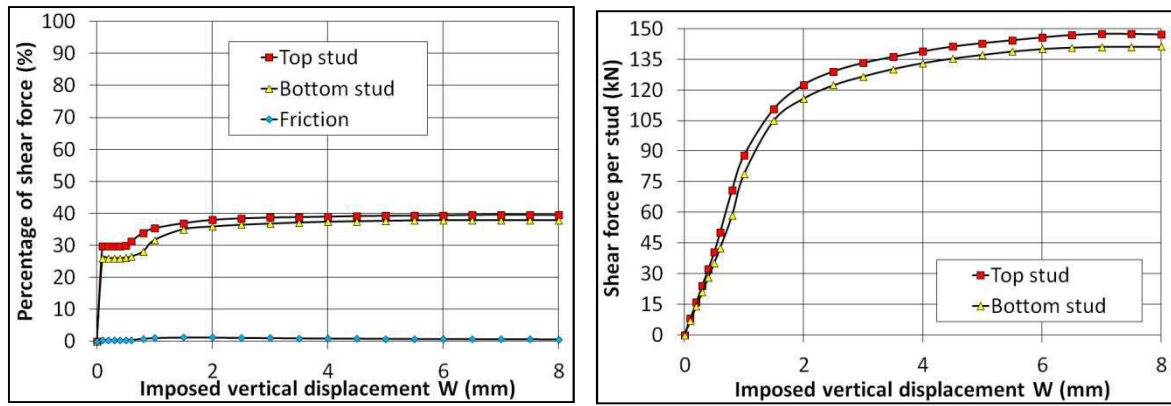 Percentage of shear force (%)
100
90
80
70
60
50
40
30
20
10
0
Top stud
Bottom stud
Friction
0 2 4 6 8
Imposed vertical displacement W (mm)
Shear force per stud (kN)
150
135
120
105
90
75
60
45
30
15
0
Top stud
Bottom stud
0 2 4 6 8
Imposed vertical displacement W (mm)